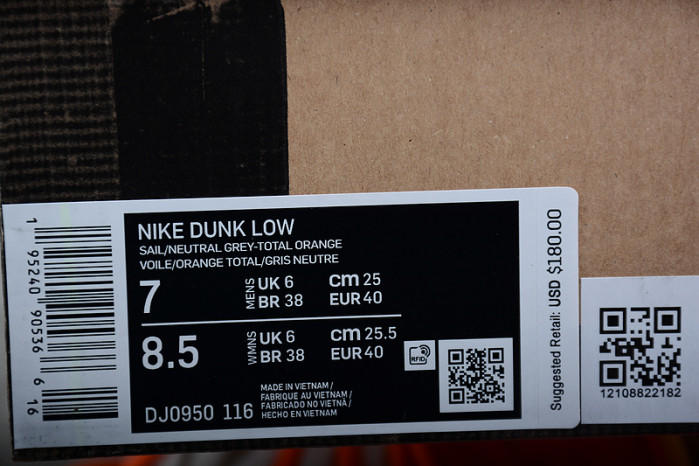 NIKE DUNK LOW
SAIL/NEUTRAL GREY-TOTAL ORANGE
VOILE/ORANGE TOTAL/GRIS NEUTRE
7
MENS
UK 6
BR 38
cm 25
EUR 40
8.5
WMNS
UK 6
BR 38
cm 25.5
EUR 40
RFID
DJ0950 116
MADE IN VIETNAM /
FABRIQUE AU VIETNAM /
FABRICADO NO VIETNÃ /
HECHO EN VIETNAM
1 95240 90536 6 16
Suggested Retail: USD $180.00
12108822182